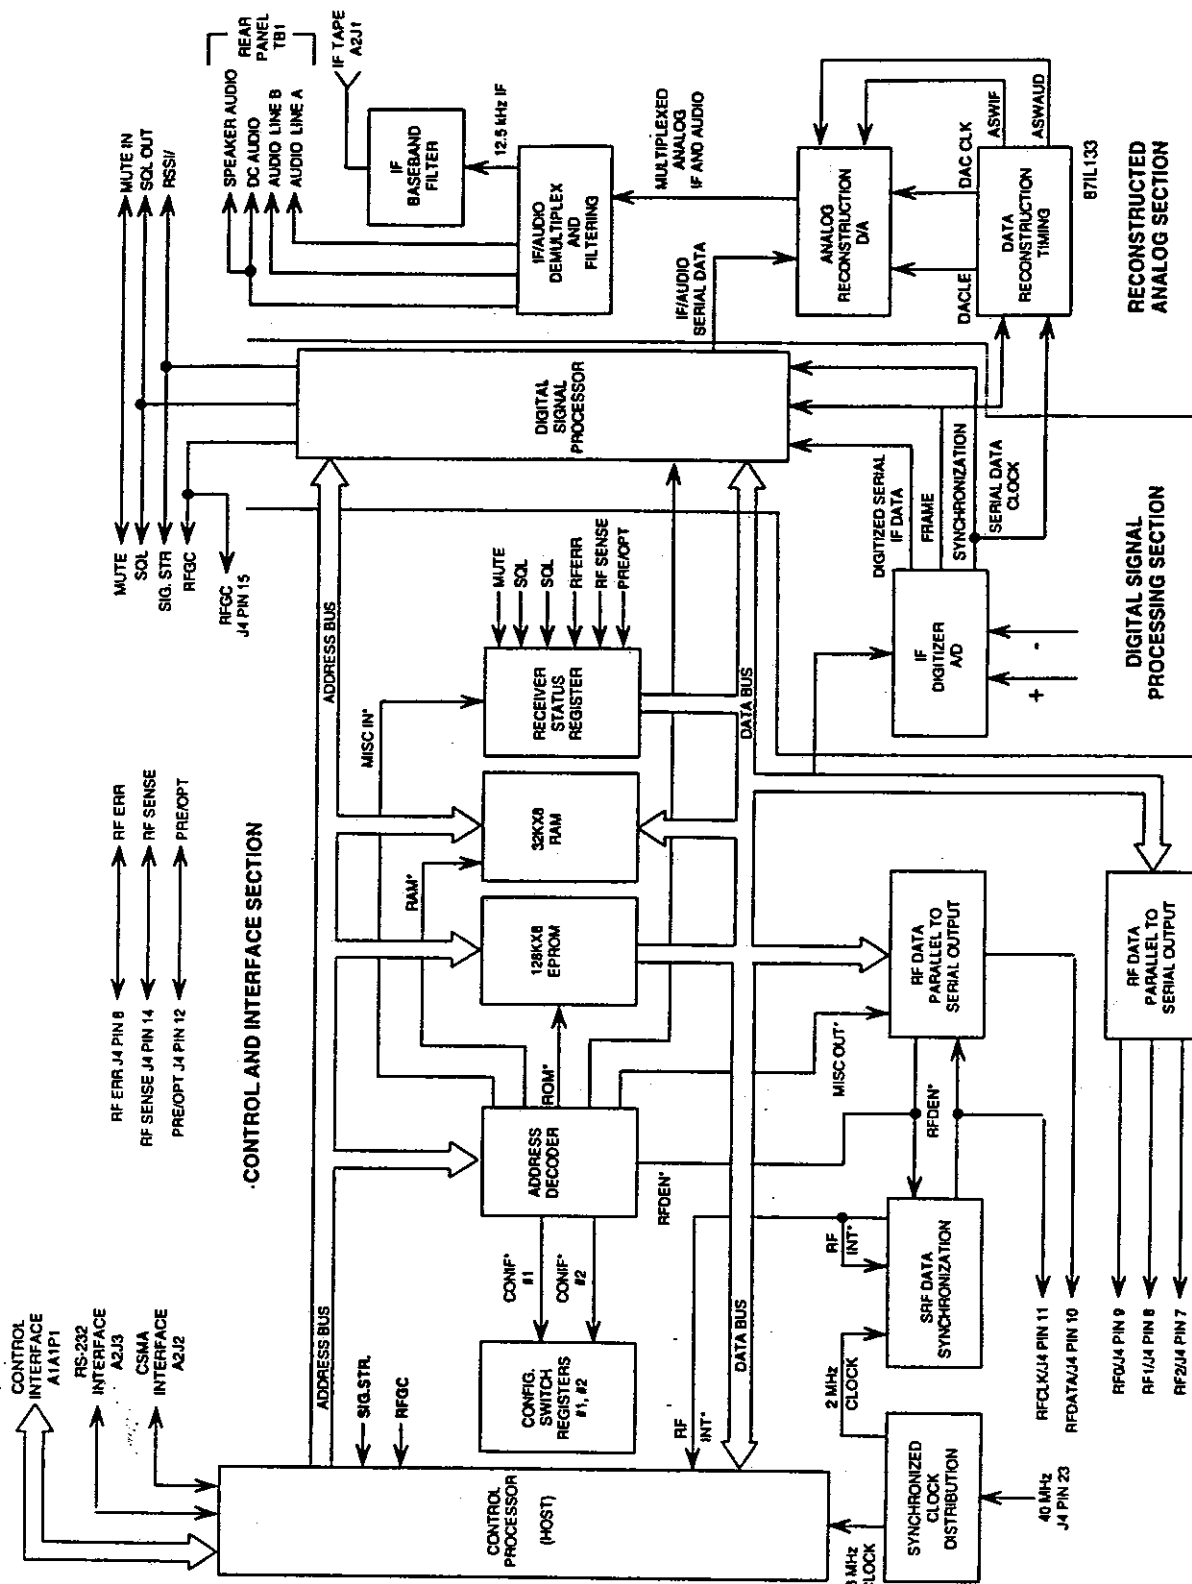 CONTROL
INTERFACE
A1A1P1
RS-232
INTERFACE
A2J3
CSMA
INTERFACE
A2J2
RF ERR J4 PIN 8
RF ERR
RF SENSE J4 PIN 14
RF SENSE
PRE/OPT J4 PIN 12
PRE/OPT
MUTE
SQL
SIG. STR
RFGC
RFGC
J4 PIN 15
MUTE IN
SQL OUT
RSSI/
REAR
PANEL
TB1
SPEAKER AUDIO
DC AUDIO
AUDIO LINE B
AUDIO LINE A
IF TAPE
A2J1
CONTROL AND INTERFACE SECTION
ADDRESS BUS
ADDRESS BUS
SIG.STR.
RFGC
CONTROL
PROCESSOR
(HOST)
CONFIG.
SWITCH
REGISTERS
#1, #2
CONIF*
#1
CONIF*
#2
ADDRESS
DECODER
ROM*
RAM*
MISC IN*
128KX8
EPROM
32KX8
RAM
RECEIVER
STATUS
REGISTER
MUTE
SQL
SQL
RFERR
RF SENSE
PRE/OPT
DIGITAL
SIGNAL
PROCESSOR
IF/AUDIO
DEMULTIPLEX
AND
FILTERING
12.5 kHz IF
IF
BASEBAND
FILTER
RF
INT*
RFDEN*
DATA BUS
DATA BUS
MISC OUT*
IF/AUDIO
SERIAL DATA
MULTIPLEXED
ANALOG
IF AND AUDIO
SYNCHRONIZED
CLOCK
DISTRIBUTION
MHz
CLOCK
40 MHz
J4 PIN 23
2 MHz
CLOCK
RF
INT*
SRF DATA
SYNCHRONIZATION
RFDEN*
RF DATA
PARALLEL TO
SERIAL OUTPUT
IF
DIGITIZER
A/D
+
-
DIGITIZED SERIAL
IF DATA
FRAME
SYNCHRONIZATION
SERIAL DATA
CLOCK
ANALOG
RECONSTRUCTION
D/A
DACLE
DAC CLK
ASWIF
ASWAUD
DATA
RECONSTRUCTION
TIMING
RFCLK/J4 PIN 11
RFDATA/J4 PIN 10
RF0/J4 PIN 9
RF1/J4 PIN 8
RF2/J4 PIN 7
RF DATA
PARALLEL TO
SERIAL OUTPUT
DIGITAL SIGNAL
PROCESSING SECTION
87IL133
RECONSTRUCTED
ANALOG SECTION